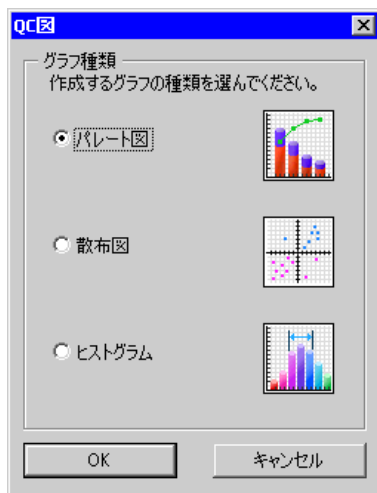 QC図
グラフ種類
作成するグラフの種類を選んでください。
パレート図
散布図
ヒストグラム
OK
キャンセル